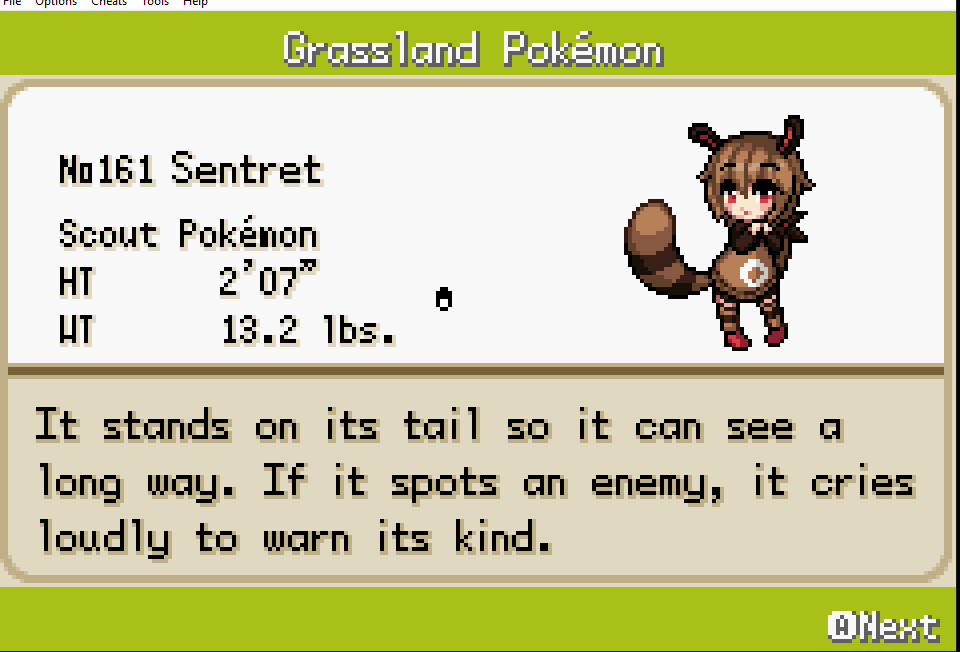 File Options Cheats Tools Help
Grassland Pokémon
No161 Sentret
Scout Pokémon
HT 2'07"
WT 13.2 lbs.
It stands on its tail so it can see a
long way. If it spots an enemy, it cries
loudly to warn its kind.
ⒶNext